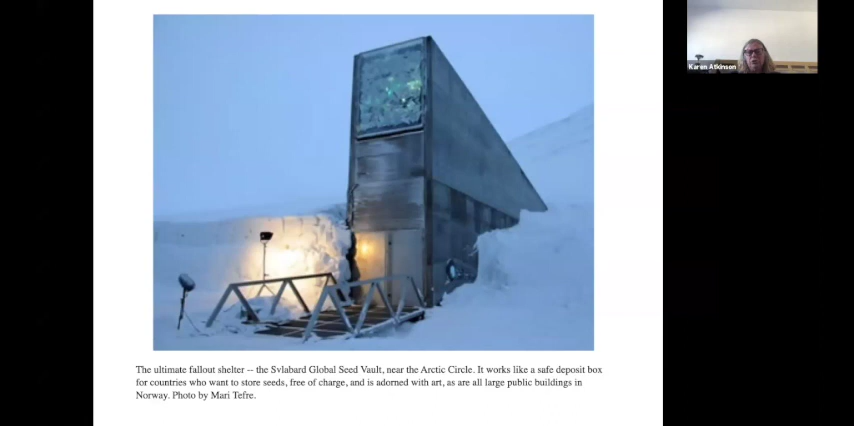 Karen Atkinson
The ultimate fallout shelter -- the Svlabard Global Seed Vault, near the Arctic Circle. It works like a safe deposit box
for countries who want to store seeds, free of charge, and is adorned with art, as are all large public buildings in
Norway. Photo by Mari Tefre.